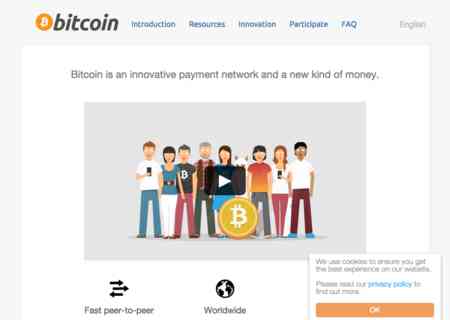 bitcoin
Introduction Resources Innovation Participate FAQ English
Bitcoin is an innovative payment network and a new kind of money.
Fast peer-to-peer
Worldwide
We use cookies to ensure you get
the best experience on our website.
Please read our privacy policy to
find out more.
OK